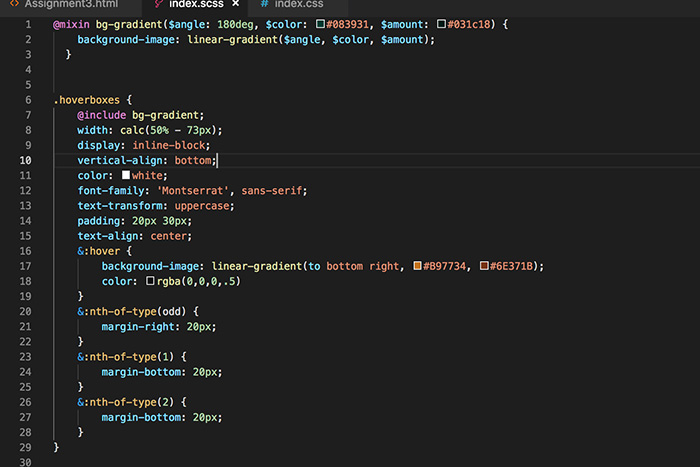 Assignment3.html index.scss × # index.css
1 @mixin bg-gradient($angle: 180deg, $color: #083931, $amount: #031c18) {
2 background-image: linear-gradient($angle, $color, $amount);
3 }
4
5
6 .hoverboxes {
7 @include bg-gradient;
8 width: calc(50% - 73px);
9 display: inline-block;
10 vertical-align: bottom;
11 color: white;
12 font-family: 'Montserrat', sans-serif;
13 text-transform: uppercase;
14 padding: 20px 30px;
15 text-align: center;
16 &:hover {
17 background-image: linear-gradient(to bottom right, #B97734, #6E371B);
18 color: rgba(0,0,0,.5)
19 }
20 &:nth-of-type(odd) {
21 margin-right: 20px;
22 }
23 &:nth-of-type(1) {
24 margin-bottom: 20px;
25 }
26 &:nth-of-type(2) {
27 margin-bottom: 20px;
28 }
29 }
30